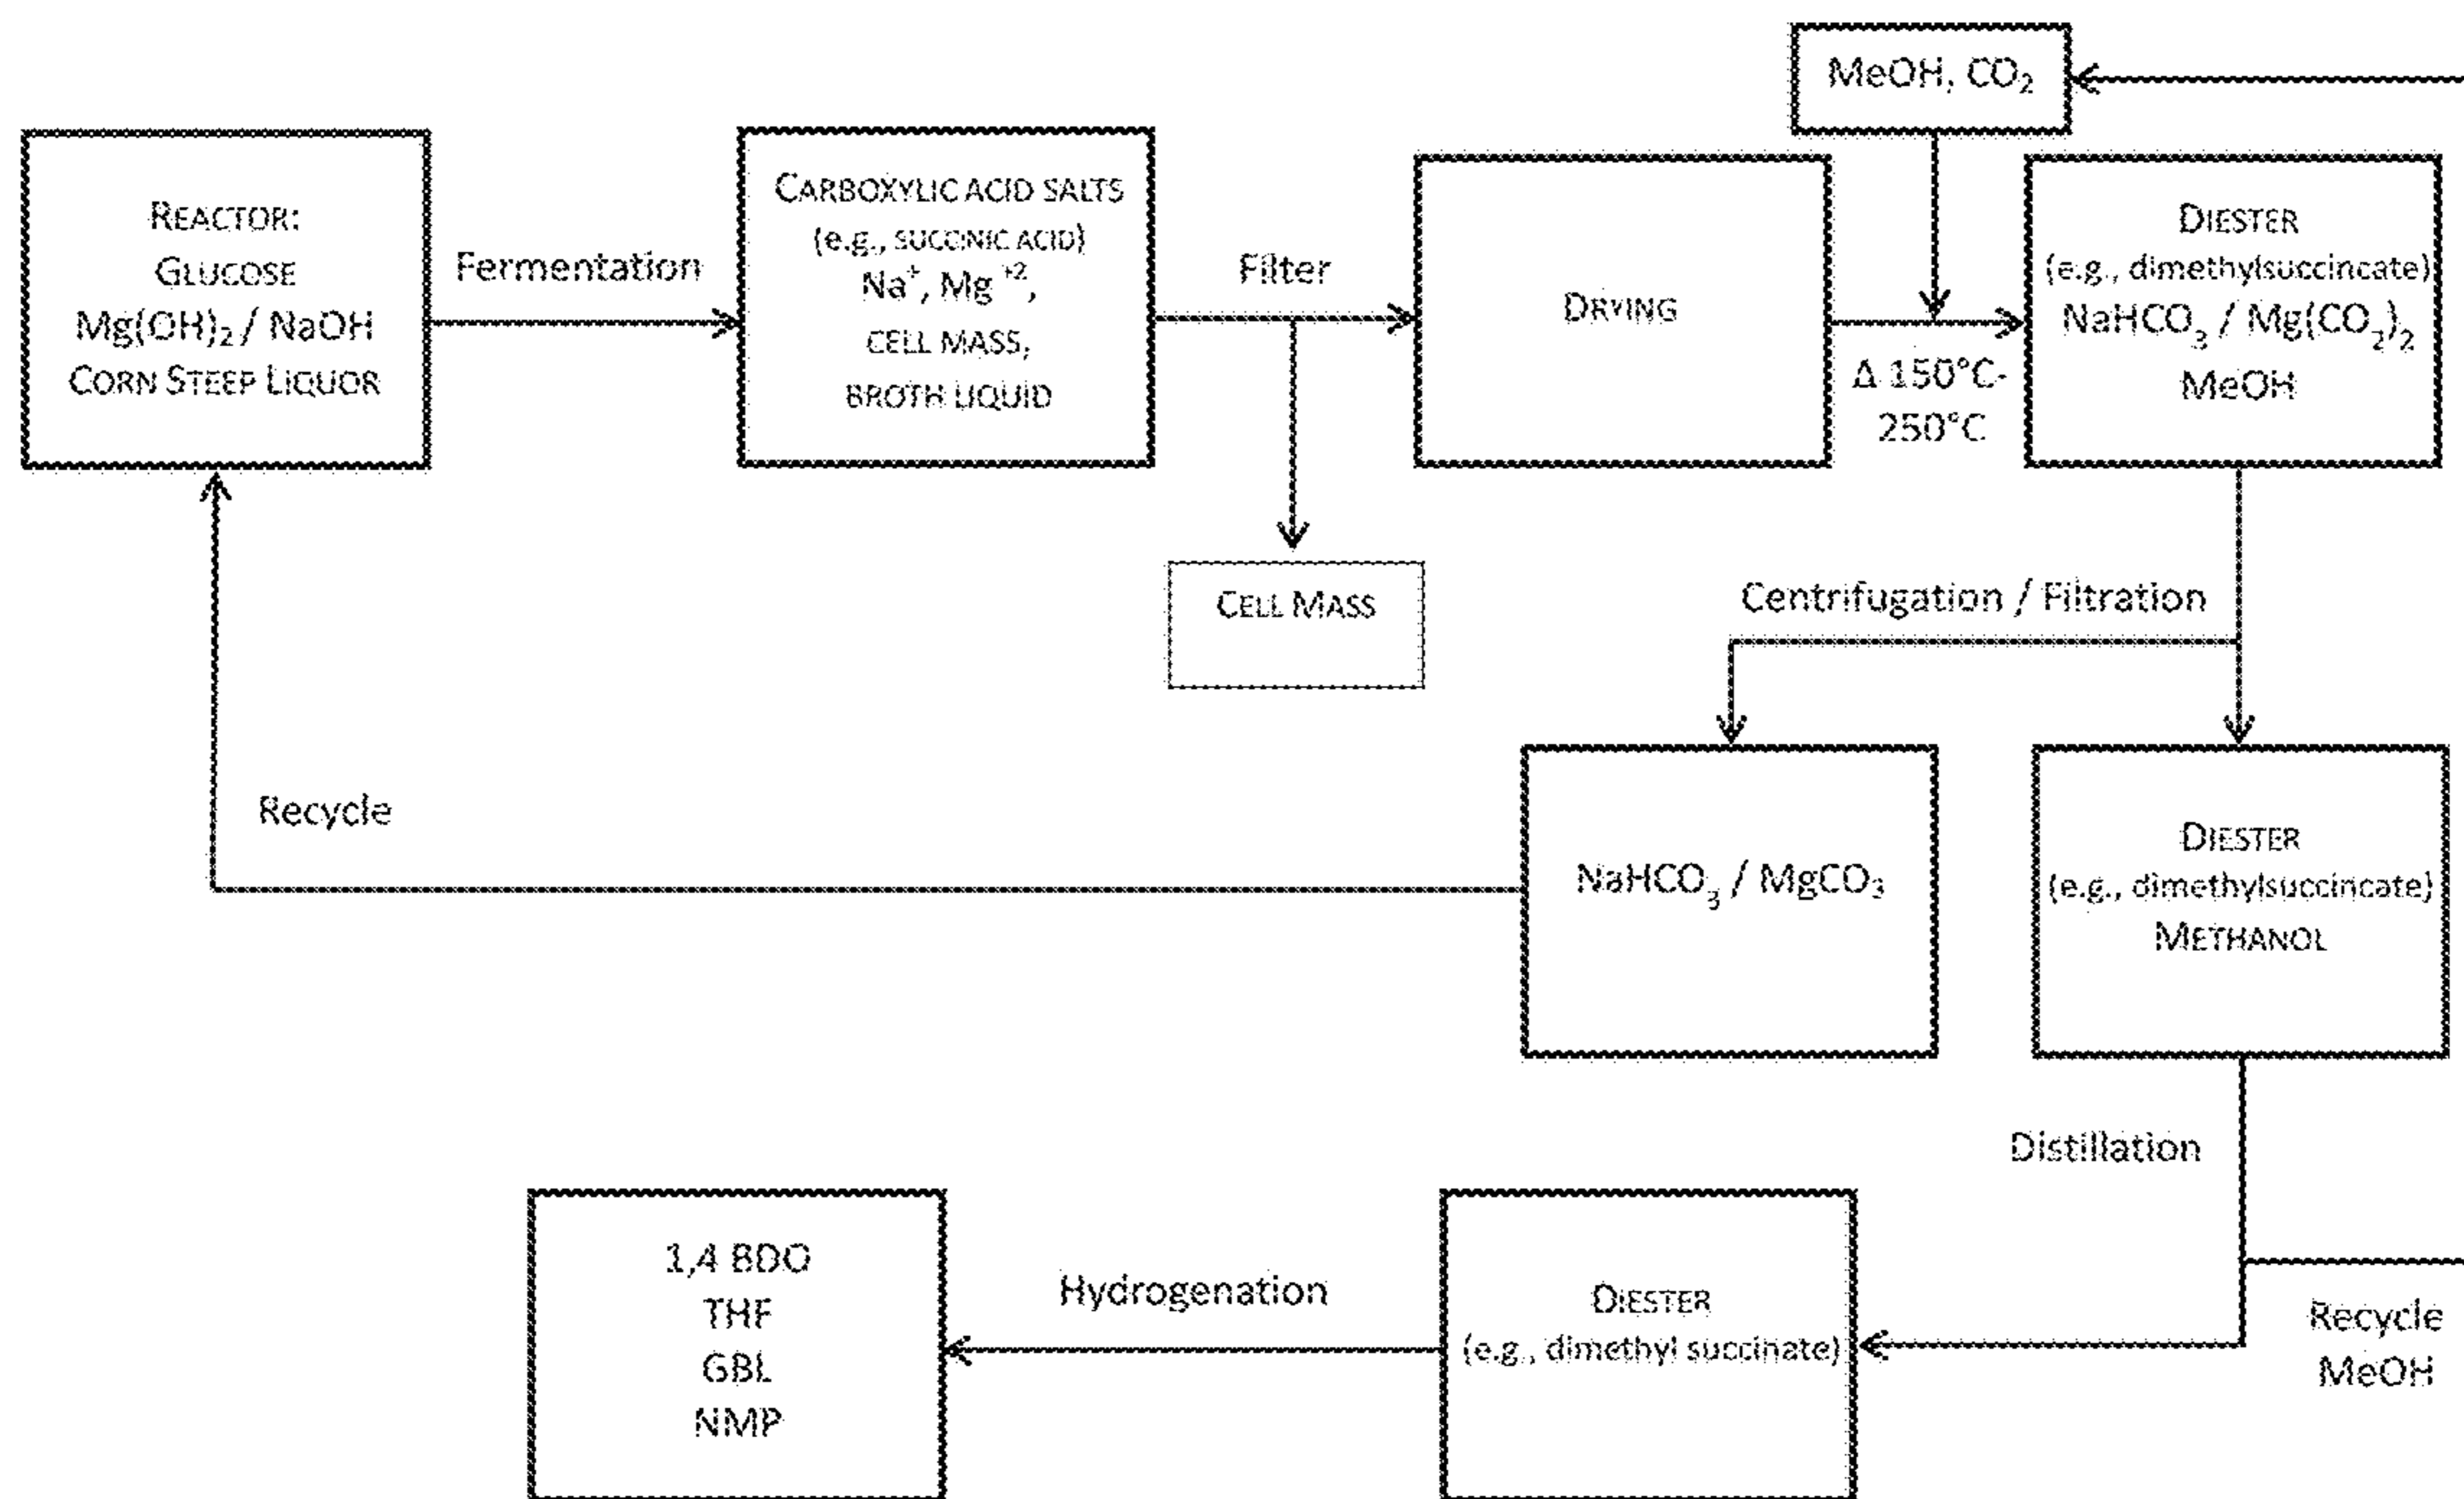 MeOH, CO₂
REACTOR:
GLUCOSE
Mg(OH)₂ / NaOH
CORN STEEP LIQUOR
Fermentation
CARBOXYLIC ACID SALTS
(e.g., SUCCINIC ACID)
Na⁺, Mg⁺²,
CELL MASS,
BROTH LIQUID
Filter
CELL MASS
DRYING
Δ 150°C-
250°C
DIESTER
(e.g., dimethylsuccincate)
NaHCO₃ / Mg(CO₂)₂
MeOH
Centrifugation / Filtration
Recycle
NaHCO₃ / MgCO₃
DIESTER
(e.g., dimethylsuccincate)
METHANOL
Distillation
Recycle
MeOH
DIESTER
(e.g., dimethyl succinate)
Hydrogenation
1,4 BDO
THF
GBL
NMP